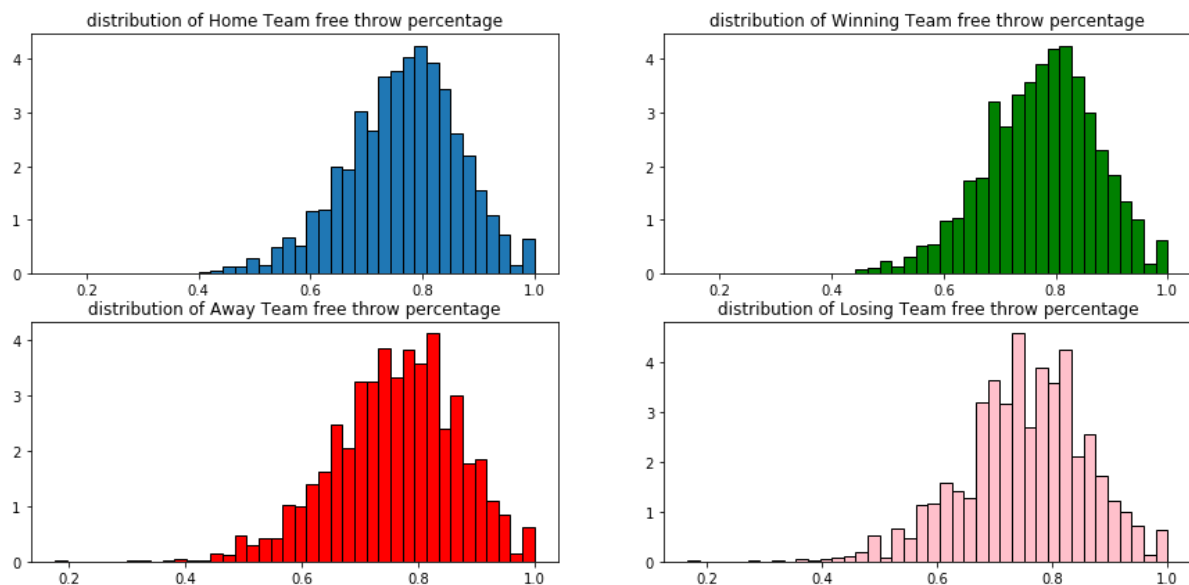 distribution of Home Team free throw percentage
4
3
2
1
0
0.2 0.4 0.6 0.8 1.0
distribution of Winning Team free throw percentage
4
3
2
1
0
0.2 0.4 0.6 0.8 1.0
distribution of Away Team free throw percentage
4
3
2
1
0
0.2 0.4 0.6 0.8 1.0
distribution of Losing Team free throw percentage
4
3
2
1
0
0.2 0.4 0.6 0.8 1.0